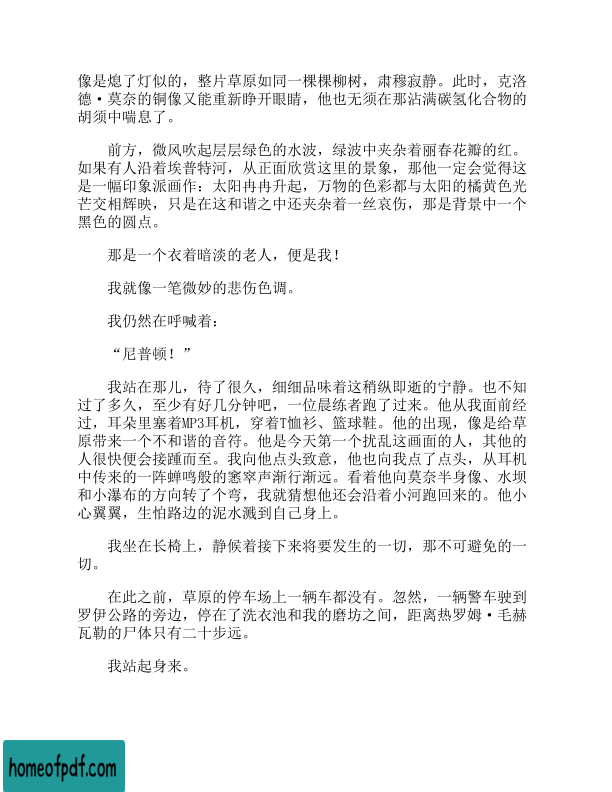 像是熄了灯似的，整片草原如同一棵棵柳树，肃穆寂静。此时，克洛
德·莫奈的铜像又能重新睁开眼睛，他也无须在那沾满碳氢化合物的
胡须中喘息了。
前方，微风吹起层层绿色的水波，绿波中夹杂着丽春花瓣的红。
如果有人沿着埃普特河，从正面欣赏这里的景象，那他一定会觉得这
是一幅印象派画作：太阳冉冉升起，万物的色彩都与太阳的橘黄色光
芒交相辉映，只是在这和谐之中还夹杂着一丝哀伤，那是背景中一个
黑色的圆点。
那是一个衣着暗淡的老人，便是我！
我就像一笔微妙的悲伤色调。
我仍然在呼喊着：
“尼普顿！”
我站在那儿，待了很久，细细品味着这稍纵即逝的宁静。也不知
过了多久，至少有好几分钟吧，一位晨练者跑了过来。他从我面前经
过，耳朵里塞着MP3耳机，穿着T恤衫、篮球鞋。他的出现，像是给草
原带来一个不和谐的音符。他是今天第一个扰乱这画面的人，其他的
人很快便会接踵而至。我向他点头致意，他也向我点了点头，从耳机
中传来的一阵蝉鸣般的窸窣声渐行渐远。看着他向莫奈半身像、水坝
和小瀑布的方向转了个弯，我就猜想他还会沿着小河跑回来的。他小
心翼翼，生怕路边的泥水溅到自己身上。
我坐在长椅上，静候着接下来将要发生的一切，那不可避免的一
切。
在此之前，草原的停车场上一辆车都没有。忽然，一辆警车驶到
罗伊公路的旁边，停在了洗衣池和我的磨坊之间，距离热罗姆·毛赫
瓦勒的尸体只有二十步远。
我站起身来。
homeofpdf.com